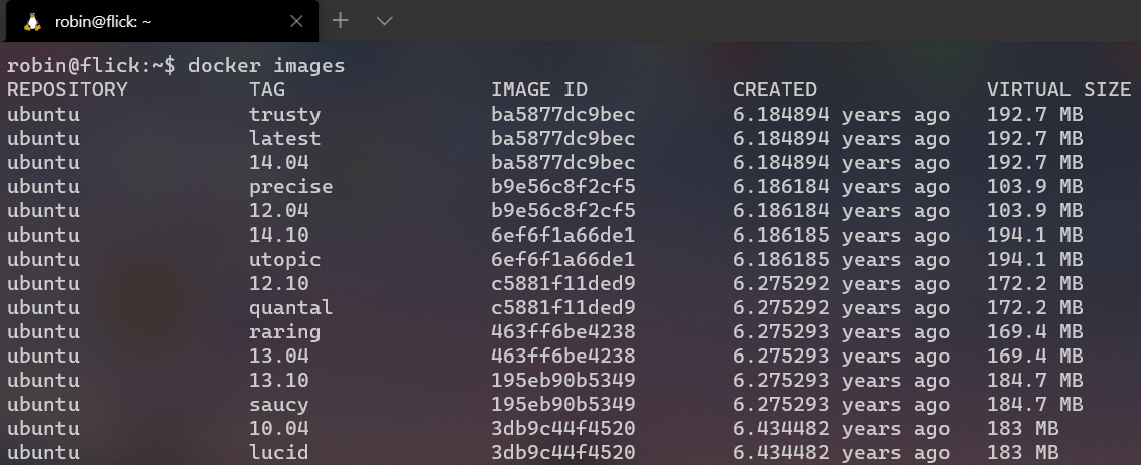 robin@flick: ~
robin@flick:~$ docker images
REPOSITORY TAG IMAGE ID CREATED VIRTUAL SIZE
ubuntu trusty ba5877dc9bec 6.184894 years ago 192.7 MB
ubuntu latest ba5877dc9bec 6.184894 years ago 192.7 MB
ubuntu 14.04 ba5877dc9bec 6.184894 years ago 192.7 MB
ubuntu precise b9e56c8f2cf5 6.186184 years ago 103.9 MB
ubuntu 12.04 b9e56c8f2cf5 6.186184 years ago 103.9 MB
ubuntu 14.10 6ef6f1a66de1 6.186185 years ago 194.1 MB
ubuntu utopic 6ef6f1a66de1 6.186185 years ago 194.1 MB
ubuntu 12.10 c5881f11ded9 6.275292 years ago 172.2 MB
ubuntu quantal c5881f11ded9 6.275292 years ago 172.2 MB
ubuntu raring 463ff6be4238 6.275293 years ago 169.4 MB
ubuntu 13.04 463ff6be4238 6.275293 years ago 169.4 MB
ubuntu 13.10 195eb90b5349 6.275293 years ago 184.7 MB
ubuntu saucy 195eb90b5349 6.275293 years ago 184.7 MB
ubuntu 10.04 3db9c44f4520 6.434482 years ago 183 MB
ubuntu lucid 3db9c44f4520 6.434482 years ago 183 MB